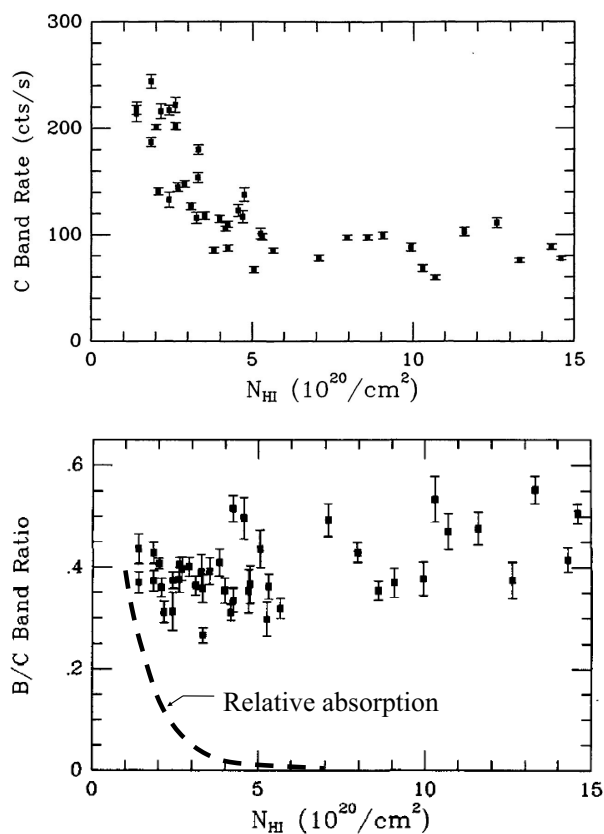 300
200
100
0
C Band Rate (cts/s)
0 5 10 15
N_HI (10^20/cm^2)
.6
.4
.2
0
B/C Band Ratio
Relative absorption
0 5 10 15
N_HI (10^20/cm^2)